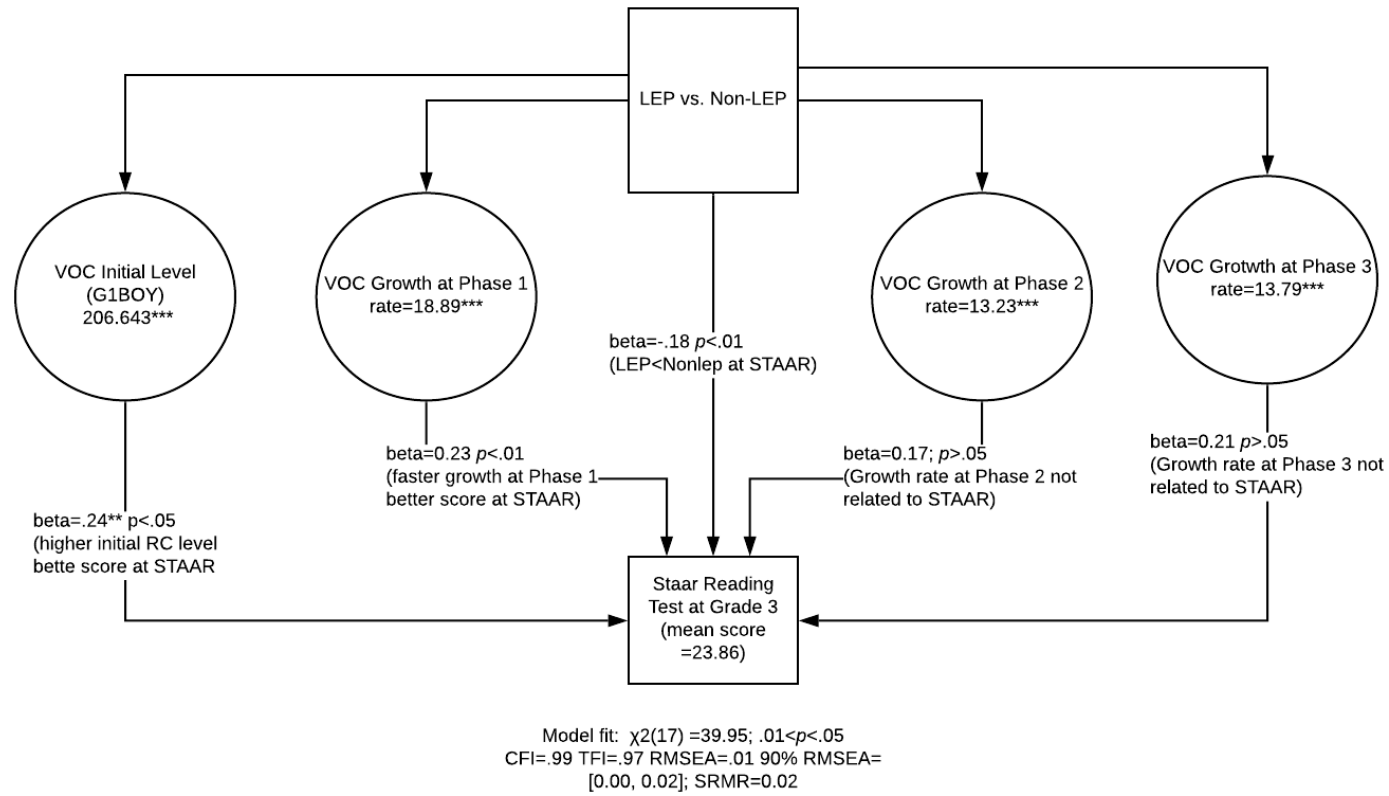 LEP vs. Non-LEP
VOC Initial Level
(G1BOY)
206.643***
VOC Growth at Phase 1
rate=18.89***
VOC Growth at Phase 2
rate=13.23***
VOC Grotwth at Phase 3
rate=13.79***
beta=-.18 p<.01
(LEP<Nonlep at STAAR)
beta=0.23 p<.01
(faster growth at Phase 1
better score at STAAR)
beta=0.17; p>.05
(Growth rate at Phase 2 not
related to STAAR)
beta=0.21 p>.05
(Growth rate at Phase 3 not
related to STAAR)
beta=.24** p<.05
(higher initial RC level
bette score at STAAR
Staar Reading
Test at Grade 3
(mean score
=23.86)
Model fit: χ2(17) =39.95; .01<p<.05
CFI=.99 TFI=.97 RMSEA=.01 90% RMSEA=
[0.00, 0.02]; SRMR=0.02